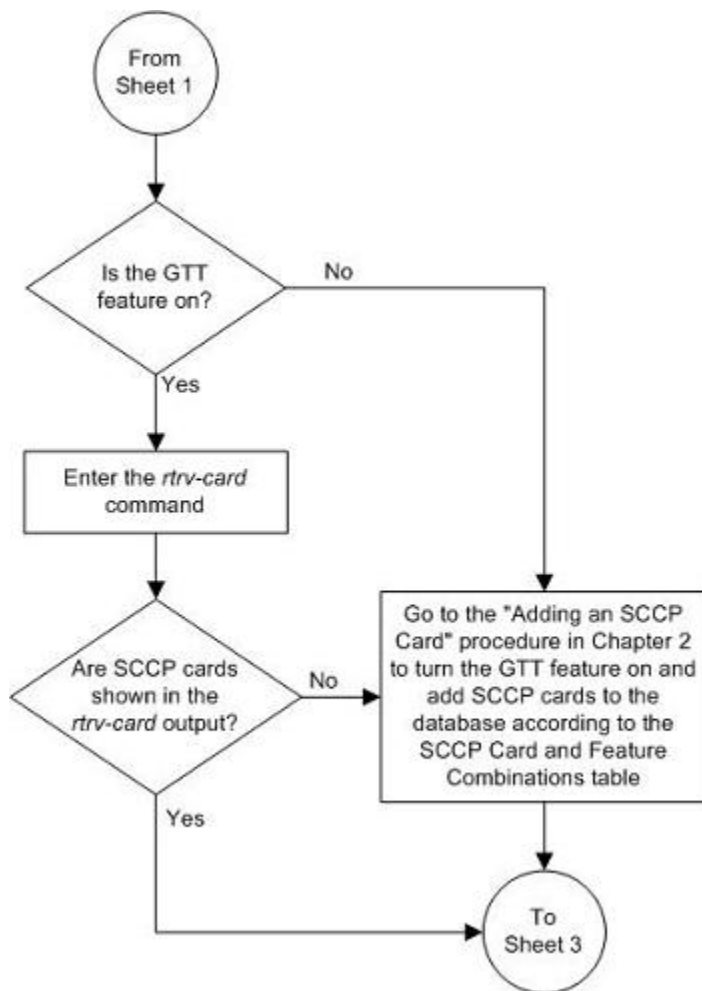 From
Sheet 1
Is the GTT
feature on?
No
Yes
Enter the rtrv-card
command
Are SCCP cards
shown in the
rtrv-card output?
No
Yes
Go to the "Adding an SCCP
Card" procedure in Chapter 2
to turn the GTT feature on and
add SCCP cards to the
database according to the
SCCP Card and Feature
Combinations table
To
Sheet 3